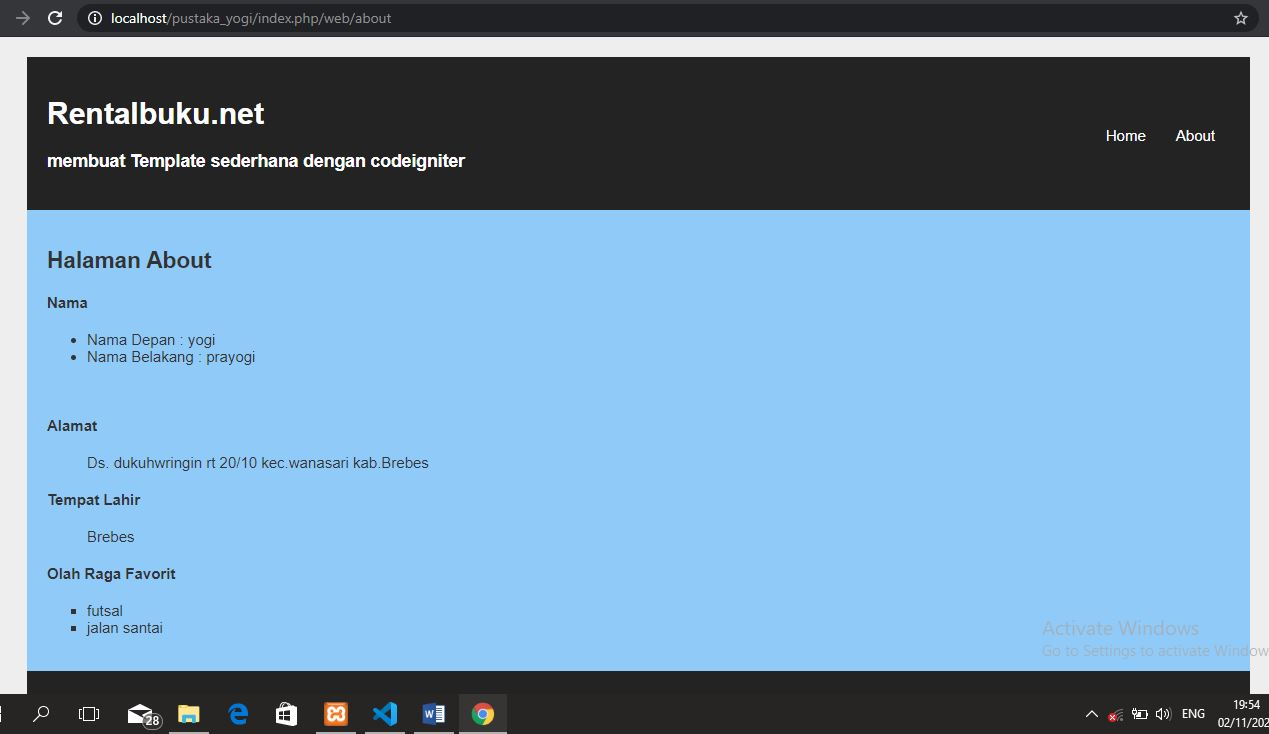 localhost/pustaka_yogi/index.php/web/about
Rentalbuku.net
membuat Template sederhana dengan codeigniter
Home About
Halaman About
Nama
Nama Depan : yogi
Nama Belakang : prayogi
Alamat
Ds. dukuhwringin rt 20/10 kec.wanasari kab.Brebes
Tempat Lahir
Brebes
Olah Raga Favorit
futsal
jalan santai
Activate Windows
Go to Settings to activate Window
28
ENG
19:54
02/11/202